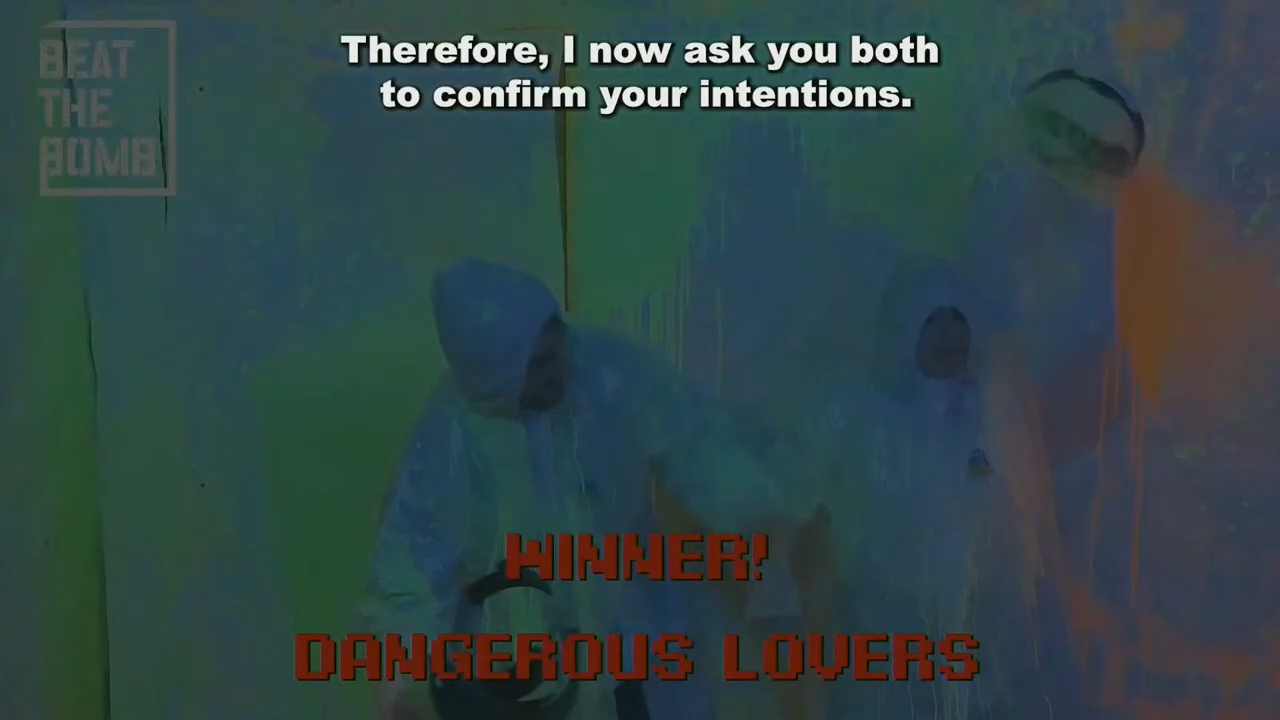 BEAT
THE
BOMB
Therefore, I now ask you both
to confirm your intentions.
WINNER!
DANGEROUS LOVERS